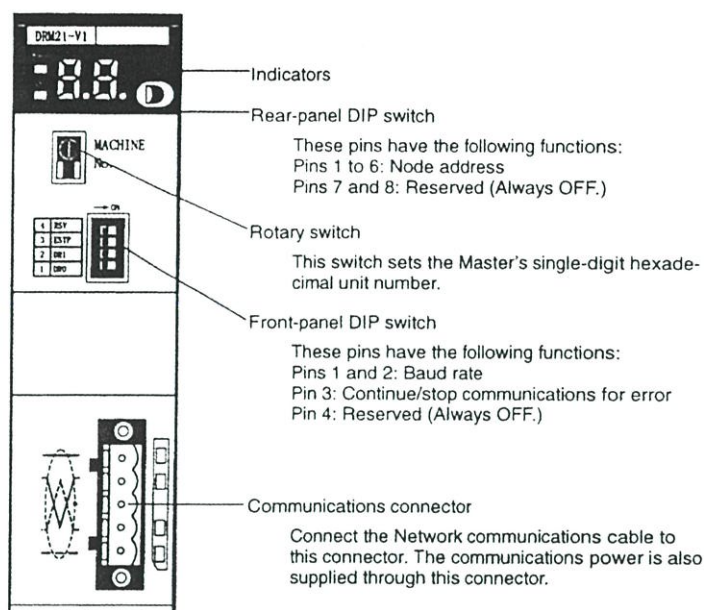 DRM21-V1
Indicators
Rear-panel DIP switch
These pins have the following functions:
Pins 1 to 6: Node address
Pins 7 and 8: Reserved (Always OFF.)
MACHINE
No.
Rotary switch
This switch sets the Master's single-digit hexade-
cimal unit number.
→ ON
4 RSV
3 ESTP
2 DR1
1 DR0
Front-panel DIP switch
These pins have the following functions:
Pins 1 and 2: Baud rate
Pin 3: Continue/stop communications for error
Pin 4: Reserved (Always OFF.)
Communications connector
Connect the Network communications cable to
this connector. The communications power is also
supplied through this connector.